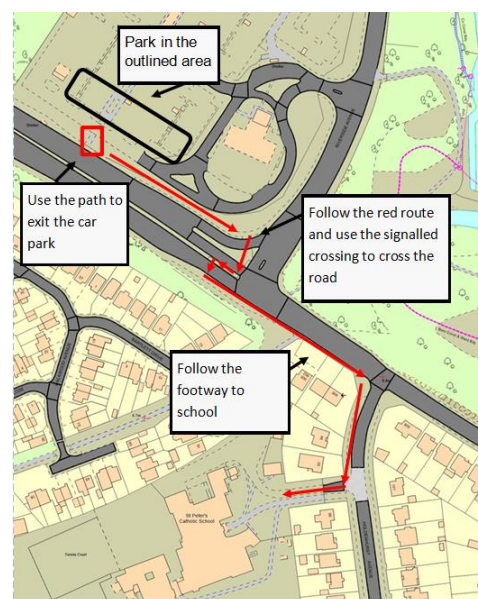 Park in the
outlined area
Use the path to
exit the car
park
Follow the red route
and use the signalled
crossing to cross the
road
Follow the
footway to
school
St Peter's
Catholic School
Tennis Court